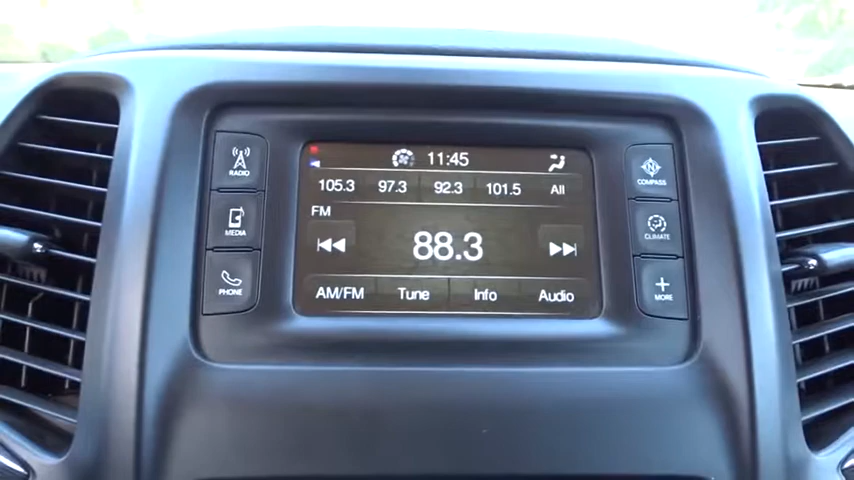 11:45
105.3 97.3 92.3 101.5 All
FM
88.3
AM/FM Tune Info Audio
RADIO
MEDIA
PHONE
N
COMPASS
CLIMATE
MORE